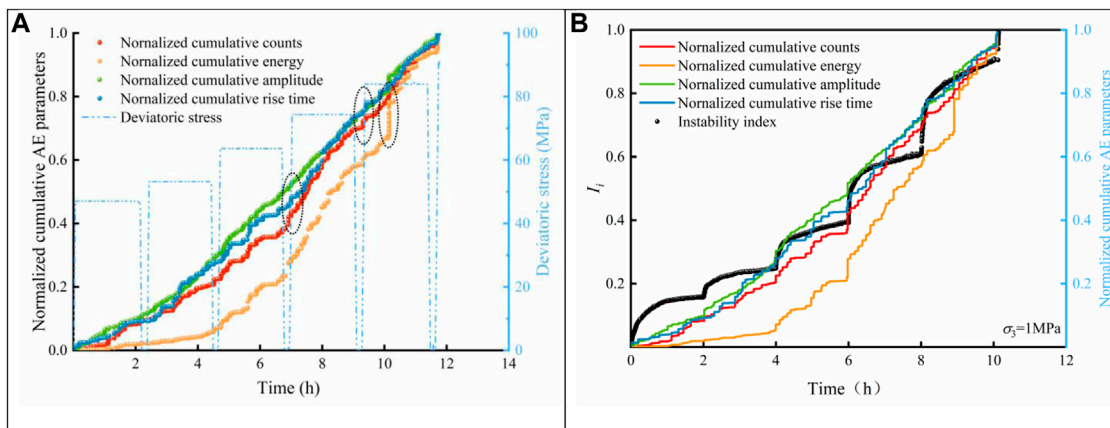 A
Normalized cumulative AE parameters
1.0
0.8
0.6
0.4
0.2
0.0
Nornalized cumulative counts
Nornalized cumulative energy
Nornalized cumulative amplitude
Nornalized cumulative rise time
Deviatoric stress
100
80
60
40
20
10
0
Deviatoric stress (MPa)
2
4
6
8
10
12
14
Time (h)
B
I_i
1.0
0.8
0.6
0.4
0.2
Nornalized cumulative counts
Nornalized cumulative energy
Nornalized cumulative amplitude
Nornalized cumulative rise time
Instability index
σ3=1MPa
1.0
0.8
0.6
0.4
0.2
Normalized cumulative AE parameters
0
2
4
6
8
10
12
Time（h）